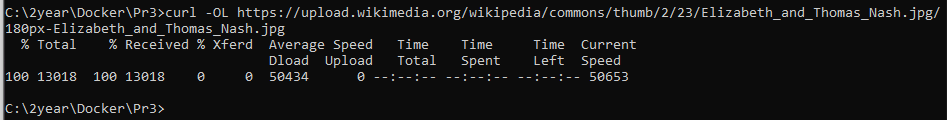 C:\2year\Docker\Pr3>curl -OL https://upload.wikimedia.org/wikipedia/commons/thumb/2/23/Elizabeth_and_Thomas_Nash.jpg/
180px-Elizabeth_and_Thomas_Nash.jpg
  % Total    % Received % Xferd  Average Speed   Time    Time     Time  Current
                                 Dload  Upload   Total   Spent    Left  Speed
100 13018  100 13018    0     0  50434      0 --:--:-- --:--:-- --:--:-- 50653
C:\2year\Docker\Pr3>